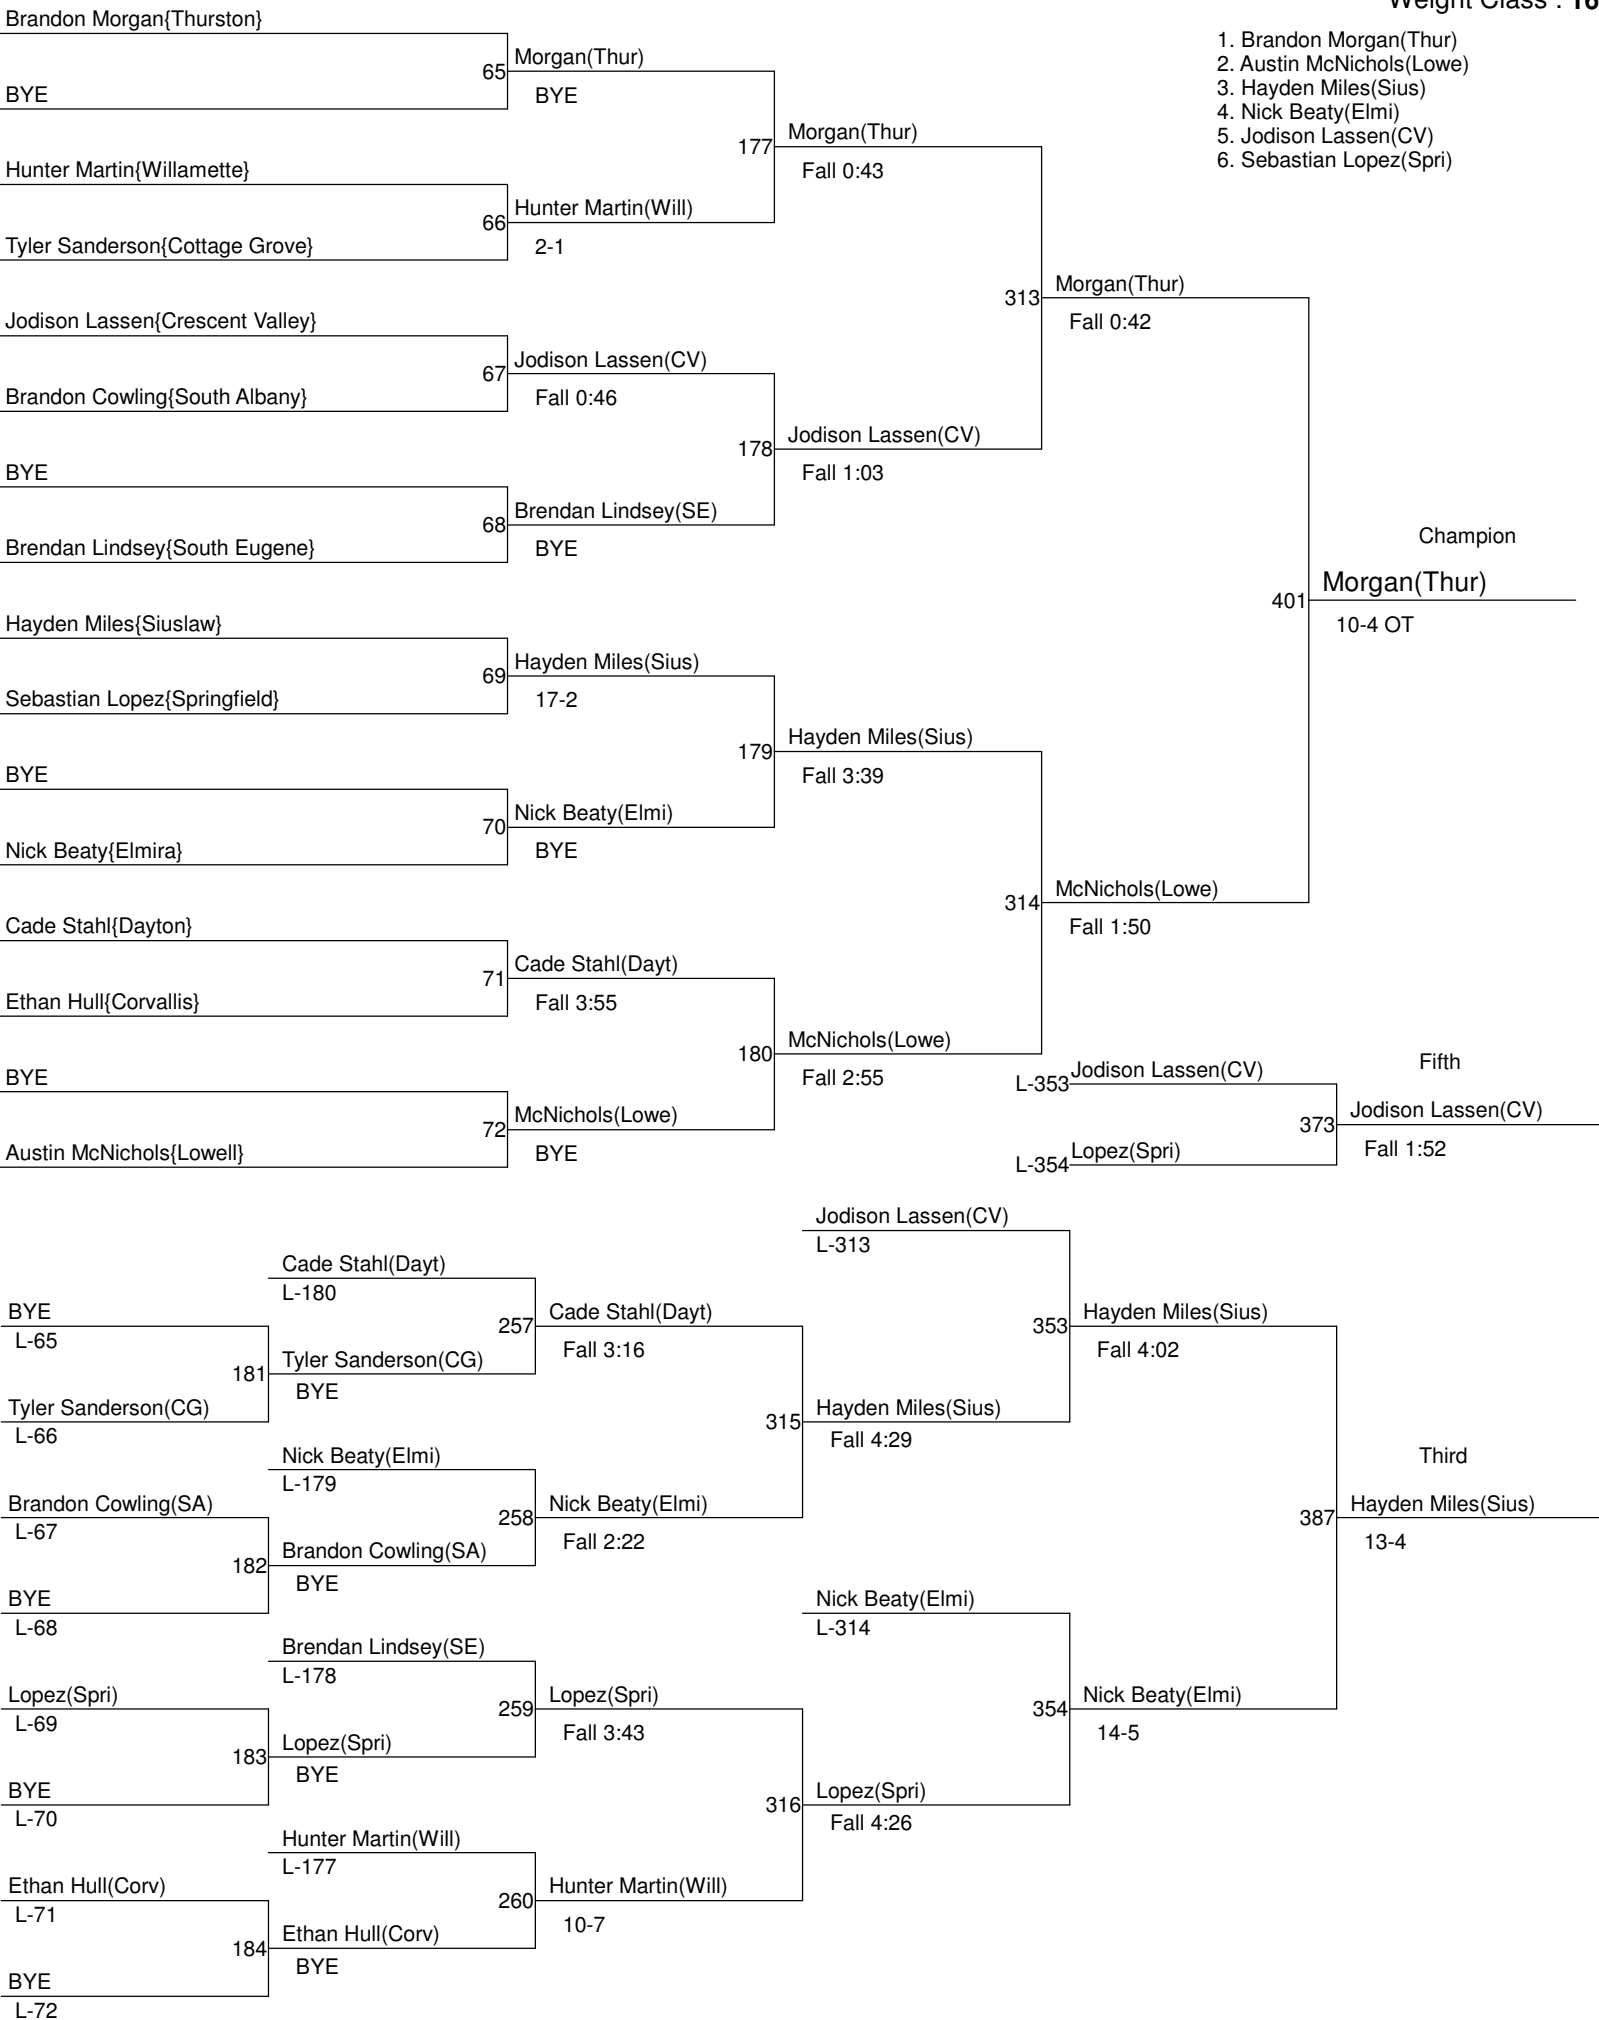 Weight Class : 16
1. Brandon Morgan(Thur)
2. Austin McNichols(Lowe)
3. Hayden Miles(Sius)
4. Nick Beaty(Elmi)
5. Jodison Lassen(CV)
6. Sebastian Lopez(Spri)
Brandon Morgan{Thurston}
BYE
Hunter Martin{Willamette}
Tyler Sanderson{Cottage Grove}
Jodison Lassen{Crescent Valley}
Brandon Cowling{South Albany}
BYE
Brendan Lindsey{South Eugene}
Hayden Miles{Siuslaw}
Sebastian Lopez{Springfield}
BYE
Nick Beaty{Elmira}
Cade Stahl{Dayton}
Ethan Hull{Corvallis}
BYE
Austin McNichols{Lowell}
65
Morgan(Thur)
BYE
66
Hunter Martin(Will)
2-1
67
Jodison Lassen(CV)
Fall 0:46
68
Brendan Lindsey(SE)
BYE
69
Hayden Miles(Sius)
17-2
70
Nick Beaty(Elmi)
BYE
71
Cade Stahl(Dayt)
Fall 3:55
72
McNichols(Lowe)
BYE
177
Morgan(Thur)
Fall 0:43
178
Jodison Lassen(CV)
Fall 1:03
179
Hayden Miles(Sius)
Fall 3:39
180
McNichols(Lowe)
Fall 2:55
313
Morgan(Thur)
Fall 0:42
314
McNichols(Lowe)
Fall 1:50
Champion
401
Morgan(Thur)
10-4 OT
Fifth
L-353
Jodison Lassen(CV)
L-354
Lopez(Spri)
373
Jodison Lassen(CV)
Fall 1:52
BYE
L-65
Tyler Sanderson(CG)
L-66
Brandon Cowling(SA)
L-67
BYE
L-68
Lopez(Spri)
L-69
BYE
L-70
Ethan Hull(Corv)
L-71
BYE
L-72
Cade Stahl(Dayt)
L-180
181
Tyler Sanderson(CG)
BYE
Nick Beaty(Elmi)
L-179
182
Brandon Cowling(SA)
BYE
Brendan Lindsey(SE)
L-178
183
Lopez(Spri)
BYE
Hunter Martin(Will)
L-177
184
Ethan Hull(Corv)
BYE
257
Cade Stahl(Dayt)
Fall 3:16
258
Nick Beaty(Elmi)
Fall 2:22
259
Lopez(Spri)
Fall 3:43
260
Hunter Martin(Will)
10-7
Jodison Lassen(CV)
L-313
315
Hayden Miles(Sius)
Fall 4:29
Nick Beaty(Elmi)
L-314
316
Lopez(Spri)
Fall 4:26
353
Hayden Miles(Sius)
Fall 4:02
354
Nick Beaty(Elmi)
14-5
Third
387
Hayden Miles(Sius)
13-4